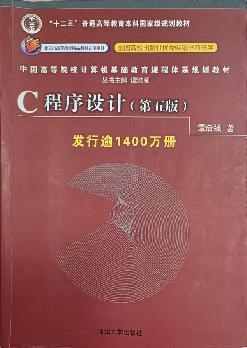 “十二五”普通高等教育本科国家级规划教材
中国高等院校计算机基础教育课程体系规划教材
丛书主编 谭浩强
C程序设计(第五版)
谭浩强 著
发行逾1400万册
清华大学出版社